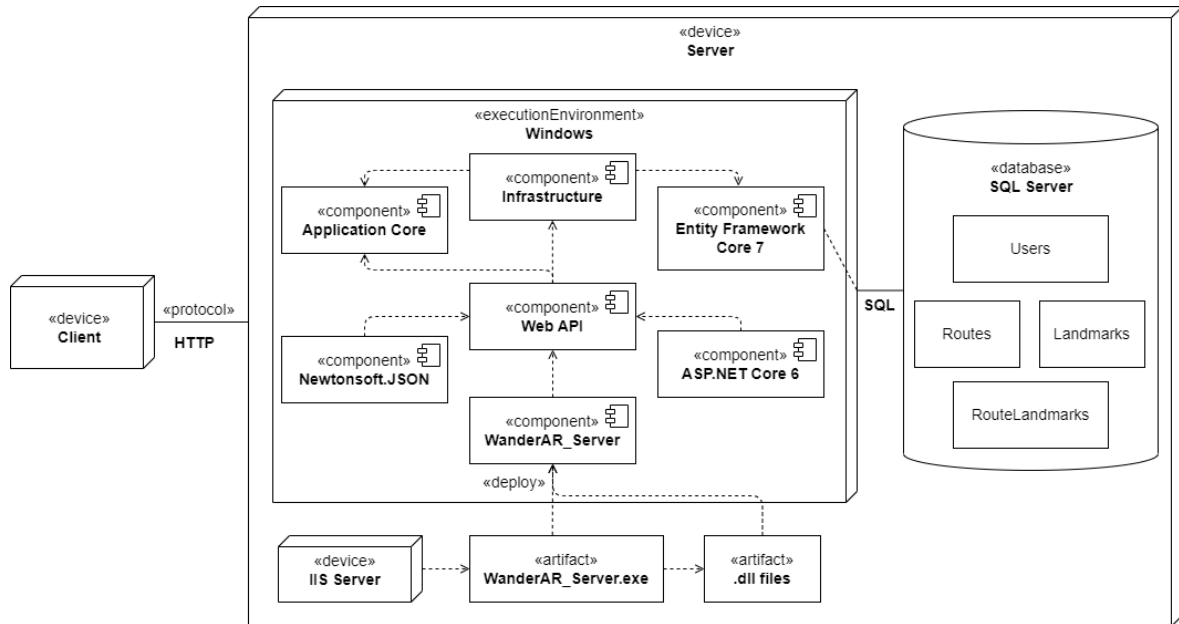 «device»
Server
«executionEnvironment»
Windows
«component»
Infrastructure
«component»
Application Core
«component»
Entity Framework
Core 7
«database»
SQL Server
Users
Routes
Landmarks
RouteLandmarks
SQL
«device»
Client
«protocol»
HTTP
«component»
Web API
«component»
Newtonsoft.JSON
«component»
ASP.NET Core 6
«component»
WanderAR_Server
«deploy»
«device»
IIS Server
«artifact»
WanderAR_Server.exe
«artifact»
.dll files